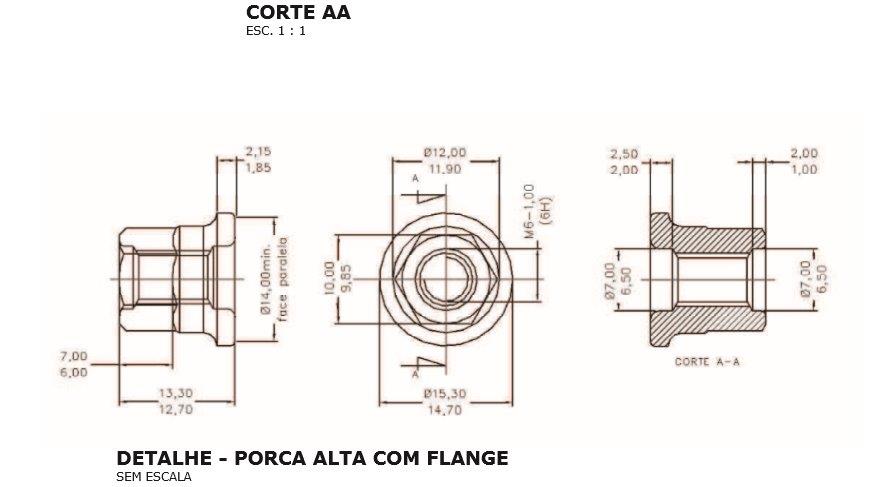 CORTE AA
ESC. 1 : 1
2,15
1,85
Ø14,00min.
face paralela
7,00
6,00
13,30
12,70
Ø12,00
11,90
A
M6-1,00
(6H)
10,00
9,85
A
Ø15,30
14,70
2,50
2,00
2,00
1,00
Ø7,00
6,50
Ø7,00
6,50
CORTE A-A
DETALHE – PORCA ALTA COM FLANGE
SEM ESCALA